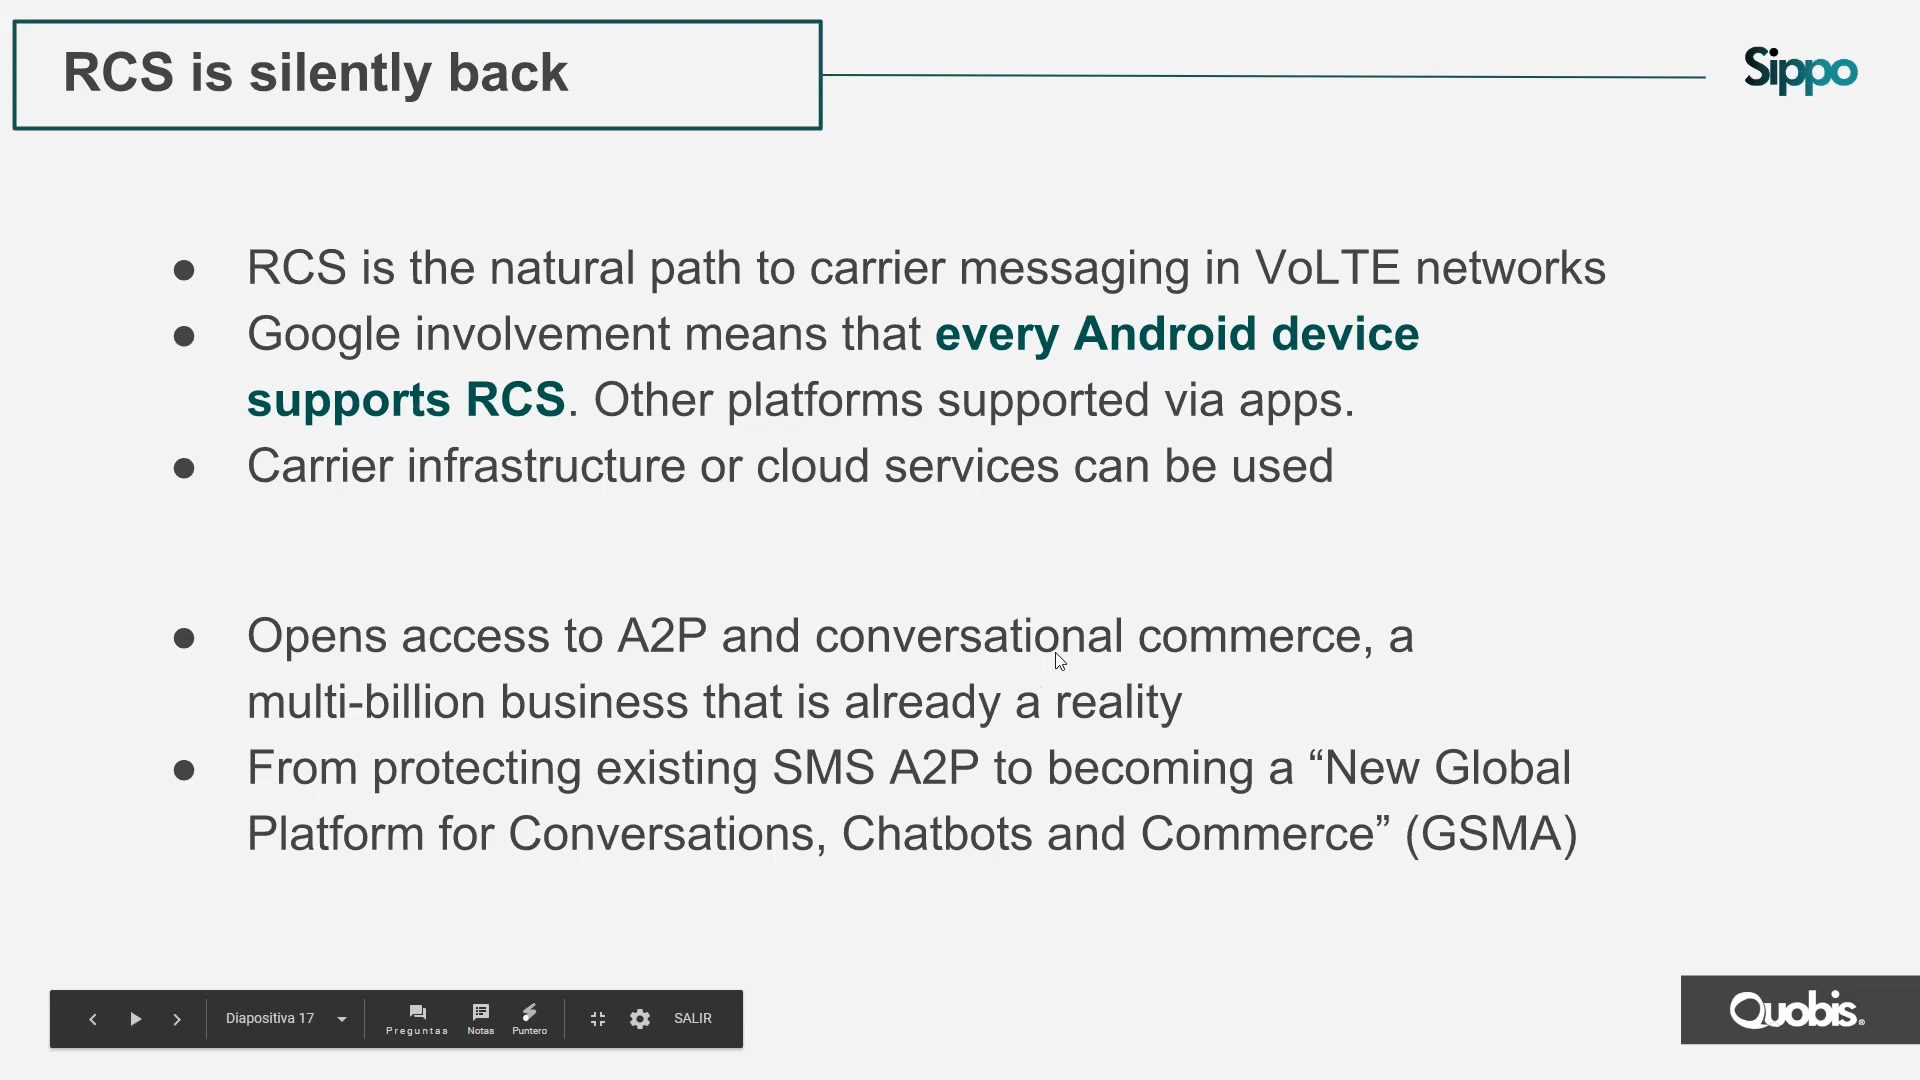 RCS is silently back
Sippo
● RCS is the natural path to carrier messaging in VoLTE networks
● Google involvement means that every Android device
supports RCS. Other platforms supported via apps.
● Carrier infrastructure or cloud services can be used
● Opens access to A2P and conversational commerce, a
multi-billion business that is already a reality
● From protecting existing SMS A2P to becoming a “New Global
Platform for Conversations, Chatbots and Commerce” (GSMA)
Diapositiva 17
Preguntas
Notas
Puntero
SALIR
Quobis®